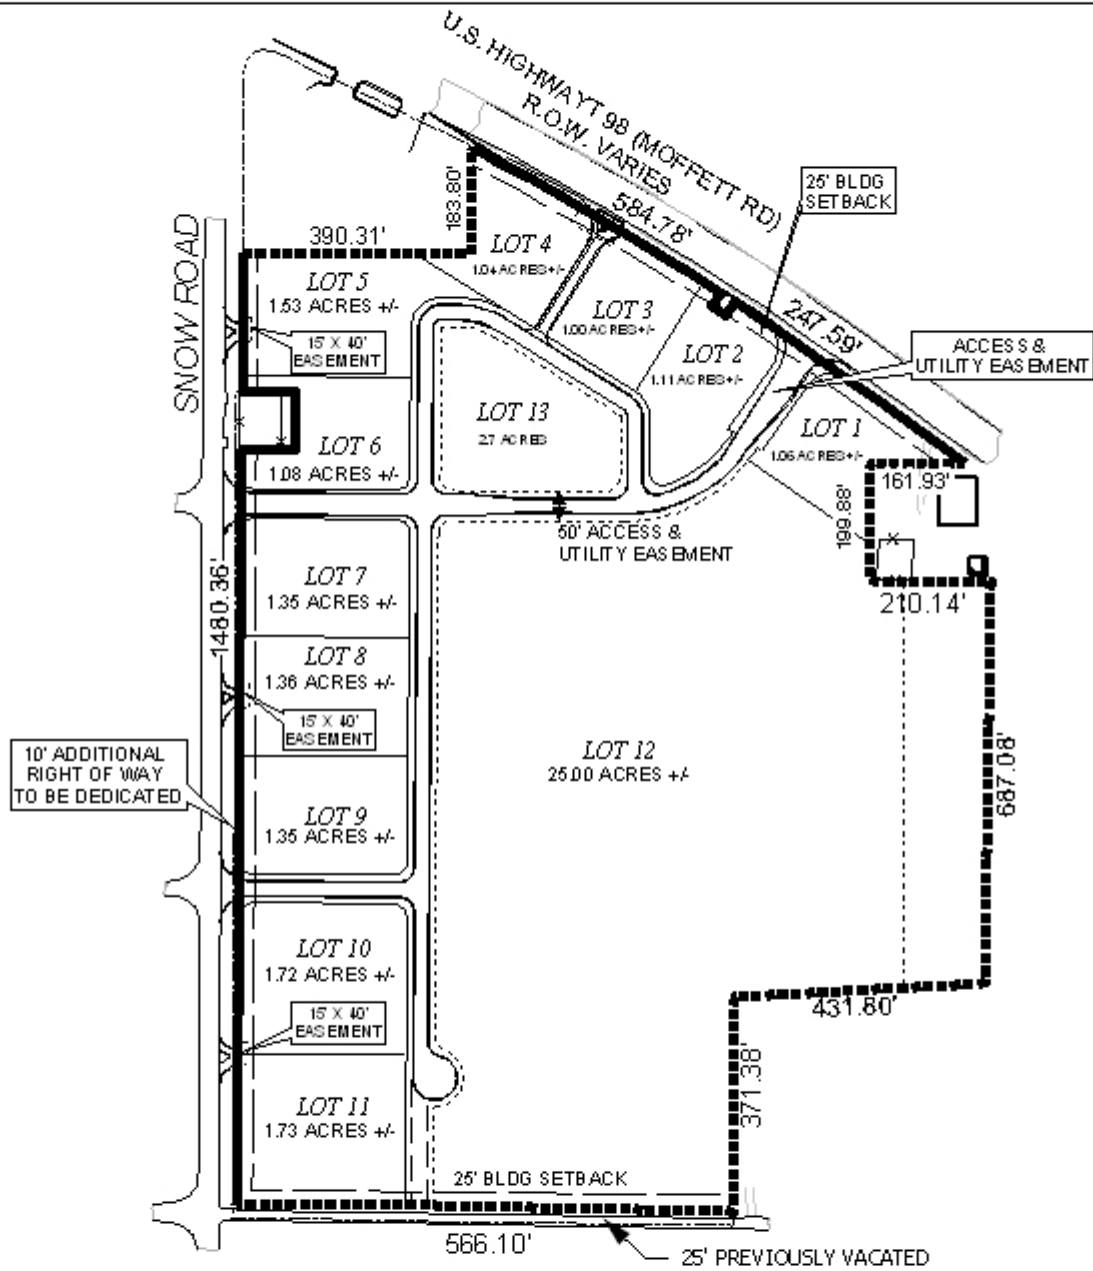 U.S. HIGHWAYT 98 (MOFFETT RD)
R.O.W. VARIES
584.78'
247.59'
25' BLDG
SETBACK
183.80'
390.31'
SNOW ROAD
LOT 4
1.04 ACRES +/-
LOT 5
1.53 ACRES +/-
15' X 40'
EASEMENT
LOT 3
1.00 ACRES +/-
LOT 2
1.11 ACRES +/-
ACCESS &
UTILITY EASEMENT
LOT 13
2.7 ACRES
LOT 1
1.06 ACRES +/-
LOT 6
1.08 ACRES +/-
161.93'
199.88'
50' ACCESS &
UTILITY EASEMENT
LOT 7
1.35 ACRES +/-
210.14'
1480.36'
LOT 8
1.36 ACRES +/-
15' X 40'
EASEMENT
10' ADDITIONAL
RIGHT OF WAY
TO BE DEDICATED
LOT 12
25.00 ACRES +/-
687.08'
LOT 9
1.35 ACRES +/-
LOT 10
1.72 ACRES +/-
431.80'
15' X 40'
EASEMENT
371.38'
LOT 11
1.73 ACRES +/-
25' BLDG SETBACK
566.10'
25' PREVIOUSLY VACATED